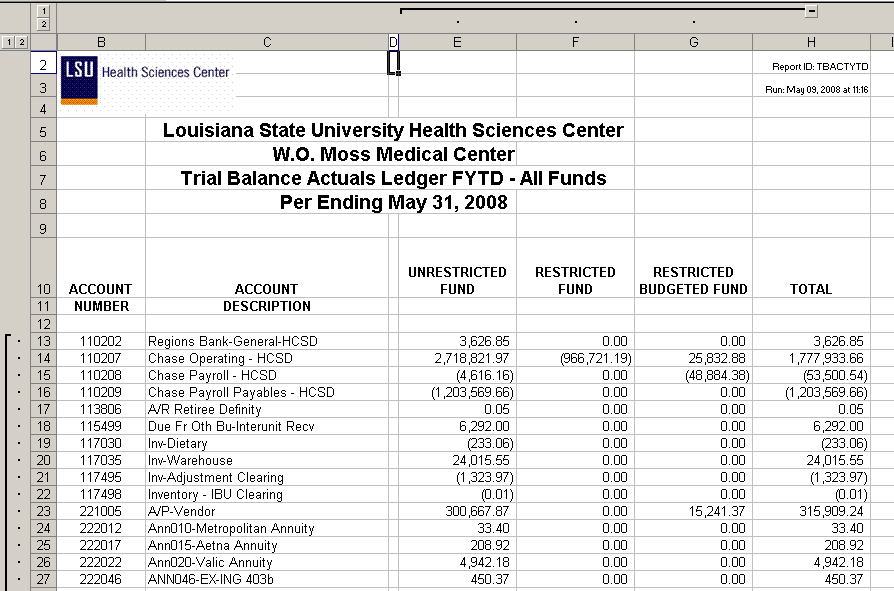 1
2
1 2 B C D E F G H I
2 LSU Health Sciences Center Report ID: TBACTYTD
3 Run: May 09, 2008 at 11:16
4
5 Louisiana State University Health Sciences Center
6 W.O. Moss Medical Center
7 Trial Balance Actuals Ledger FYTD - All Funds
8 Per Ending May 31, 2008
9
UNRESTRICTED RESTRICTED RESTRICTED
10 ACCOUNT ACCOUNT FUND FUND BUDGETED FUND TOTAL
11 NUMBER DESCRIPTION
12
13 110202 Regions Bank-General-HCSD 3,626.85 0.00 0.00 3,626.85
14 110207 Chase Operating - HCSD 2,718,821.97 (966,721.19) 25,832.88 1,777,933.66
15 110208 Chase Payroll - HCSD (4,616.16) 0.00 (48,884.38) (53,500.54)
16 110209 Chase Payroll Payables - HCSD (1,203,569.66) 0.00 0.00 (1,203,569.66)
17 113806 A/R Retiree Definity 0.05 0.00 0.00 0.05
18 115499 Due Fr Oth Bu-Interunit Recv 6,292.00 0.00 0.00 6,292.00
19 117030 Inv-Dietary (233.06) 0.00 0.00 (233.06)
20 117035 Inv-Warehouse 24,015.55 0.00 0.00 24,015.55
21 117495 Inv-Adjustment Clearing (1,323.97) 0.00 0.00 (1,323.97)
22 117498 Inventory - IBU Clearing (0.01) 0.00 0.00 (0.01)
23 221005 A/P-Vendor 300,667.87 0.00 15,241.37 315,909.24
24 222012 Ann010-Metropolitan Annuity 33.40 0.00 0.00 33.40
25 222017 Ann015-Aetna Annuity 208.92 0.00 0.00 208.92
26 222022 Ann020-Valic Annuity 4,942.18 0.00 0.00 4,942.18
27 222046 ANN046-EX-ING 403b 450.37 0.00 0.00 450.37